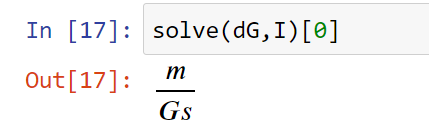 In [17]: solve(dG,I)[0]
Out[17]: m
Gs